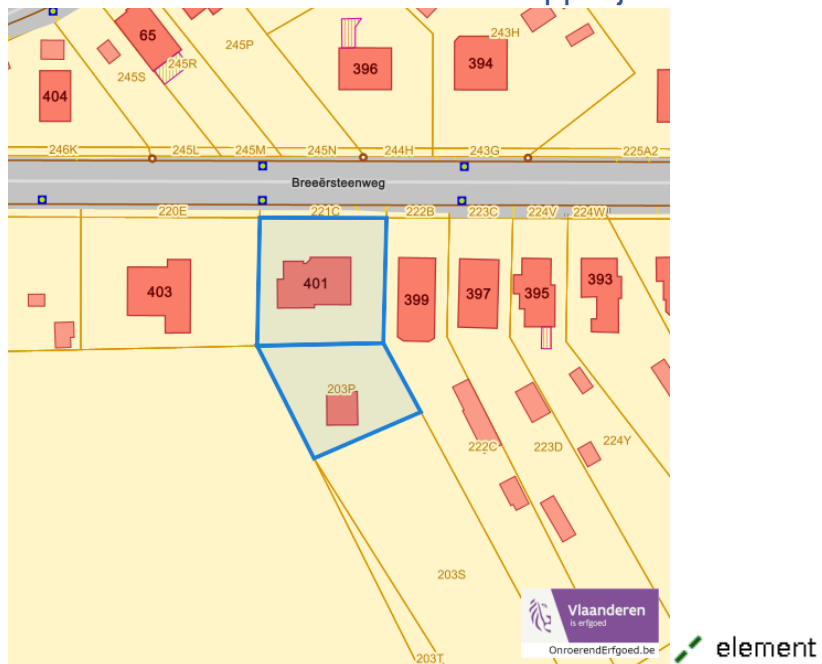 65
243H
245P
396
394
245R
245S
404
246K
245L
245M
245N
244H
243G
225A2
Breeërsteenweg
220E
221C
222B
223C
224V
224W
403
401
399
397
395
393
203P
222C
223D
224Y
203S
Vlaanderen
is erfgoed
OnroerendErfgoed.be
element
203T